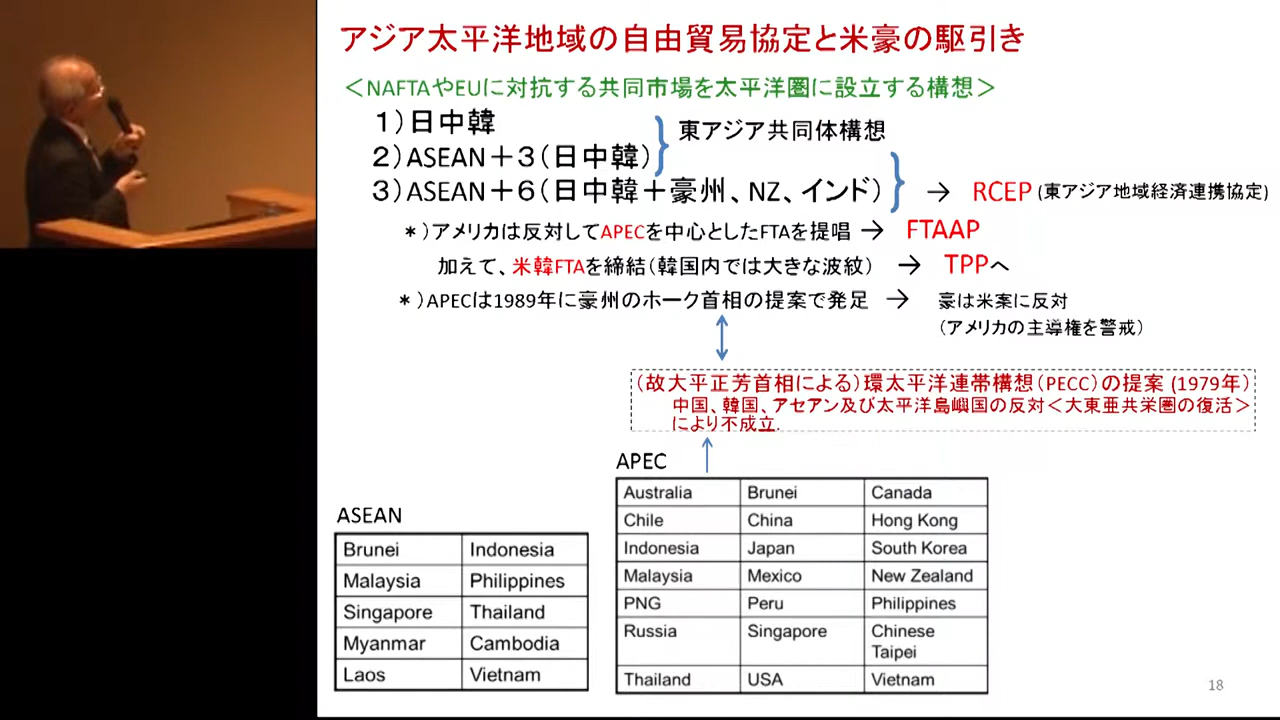 アジア太平洋地域の自由貿易協定と米豪の駆引き
＜NAFTAやEUに対抗する共同市場を太平洋圏に設立する構想＞
１）日中韓
２）ASEAN＋３（日中韓）
東アジア共同体構想
３）ASEAN＋６（日中韓＋豪州、NZ、インド） → RCEP (東アジア地域経済連携協定)
＊）アメリカは反対してAPECを中心としたFTAを提唱 → FTAAP
加えて、米韓FTAを締結（韓国内では大きな波紋） → TPPへ
＊）APECは1989年に豪州のホーク首相の提案で発足 → 豪は米案に反対
（アメリカの主導権を警戒）
（故大平正芳首相による）環太平洋連帯構想（PECC）の提案 (1979年）
中国、韓国、アセアン及び太平洋島嶼国の反対＜大東亜共栄圏の復活＞
により不成立.
APEC
Australia Brunei Canada
Chile China Hong Kong
Indonesia Japan South Korea
Malaysia Mexico New Zealand
PNG Peru Philippines
Russia Singapore Chinese
Taipei
Thailand USA Vietnam
ASEAN
Brunei Indonesia
Malaysia Philippines
Singapore Thailand
Myanmar Cambodia
Laos Vietnam
18